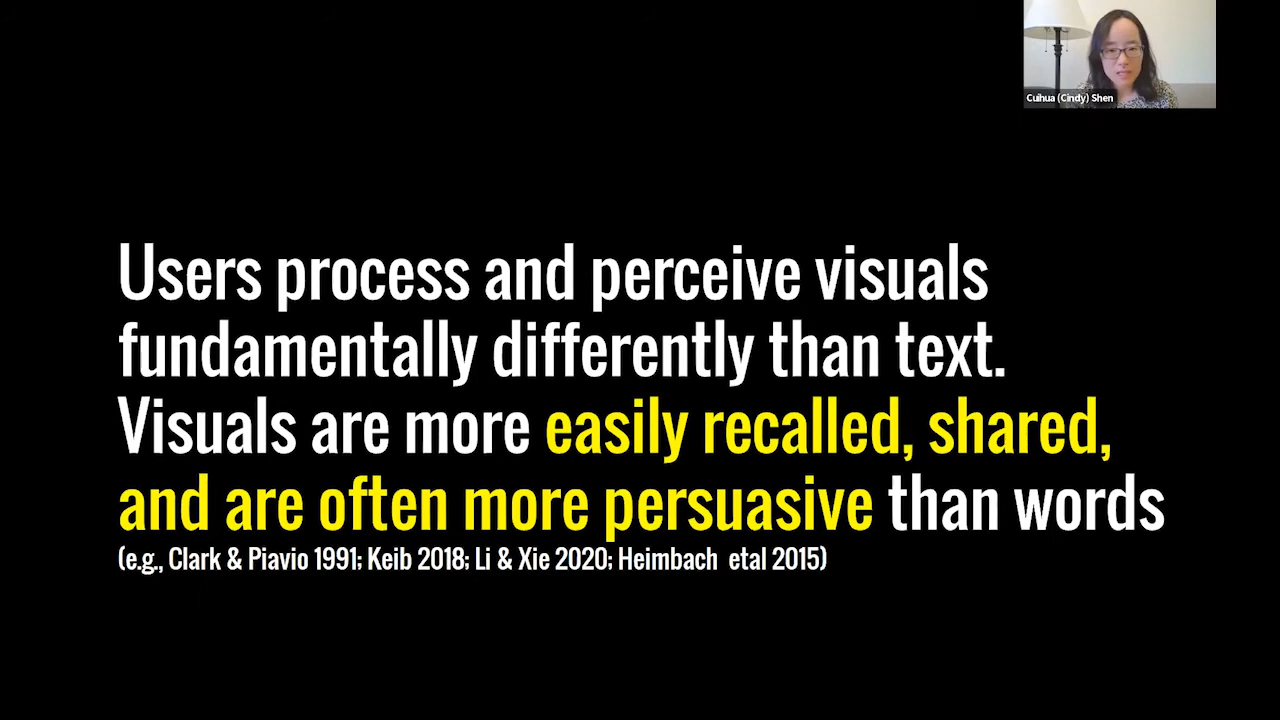 Cuihua (Cindy) Shen
Users process and perceive visuals
fundamentally differently than text.
Visuals are more easily recalled, shared,
and are often more persuasive than words
(e.g., Clark & Piavio 1991; Keib 2018; Li & Xie 2020; Heimbach etal 2015)